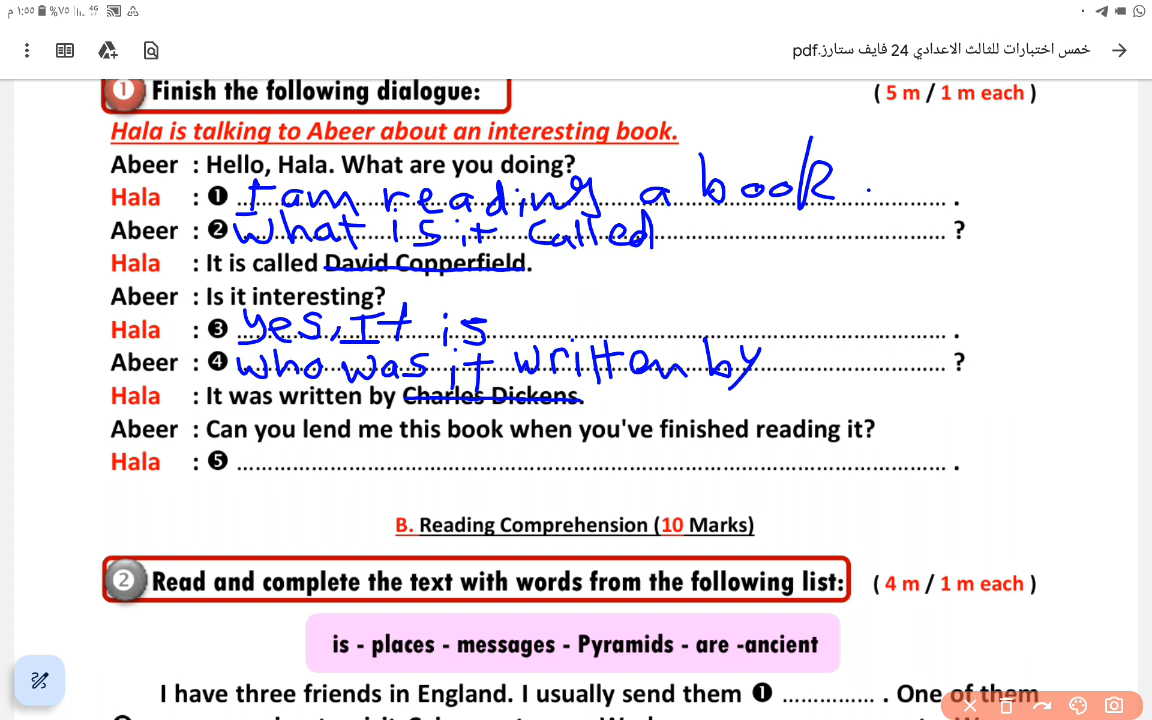 ١:٥٥ م ٧٥% 4G
خمس اختبارات للثالث الاعدادي 24 فايف ستارز.pdf
❶ Finish the following dialogue: ( 5 m / 1 m each )
Hala is talking to Abeer about an interesting book.
Abeer : Hello, Hala. What are you doing?
Hala : ❶ I am reading a book .
Abeer : ❷ What is it called ?
Hala : It is called David Copperfield.
Abeer : Is it interesting?
Hala : ❸ yes, It is .
Abeer : ❹ who was it written by ?
Hala : It was written by Charles Dickens.
Abeer : Can you lend me this book when you've finished reading it?
Hala : ❺ .
B. Reading Comprehension (10 Marks)
❷ Read and complete the text with words from the following list: ( 4 m / 1 m each )
is - places - messages - Pyramids - are -ancient
I have three friends in England. I usually send them ❶ ............... . One of them